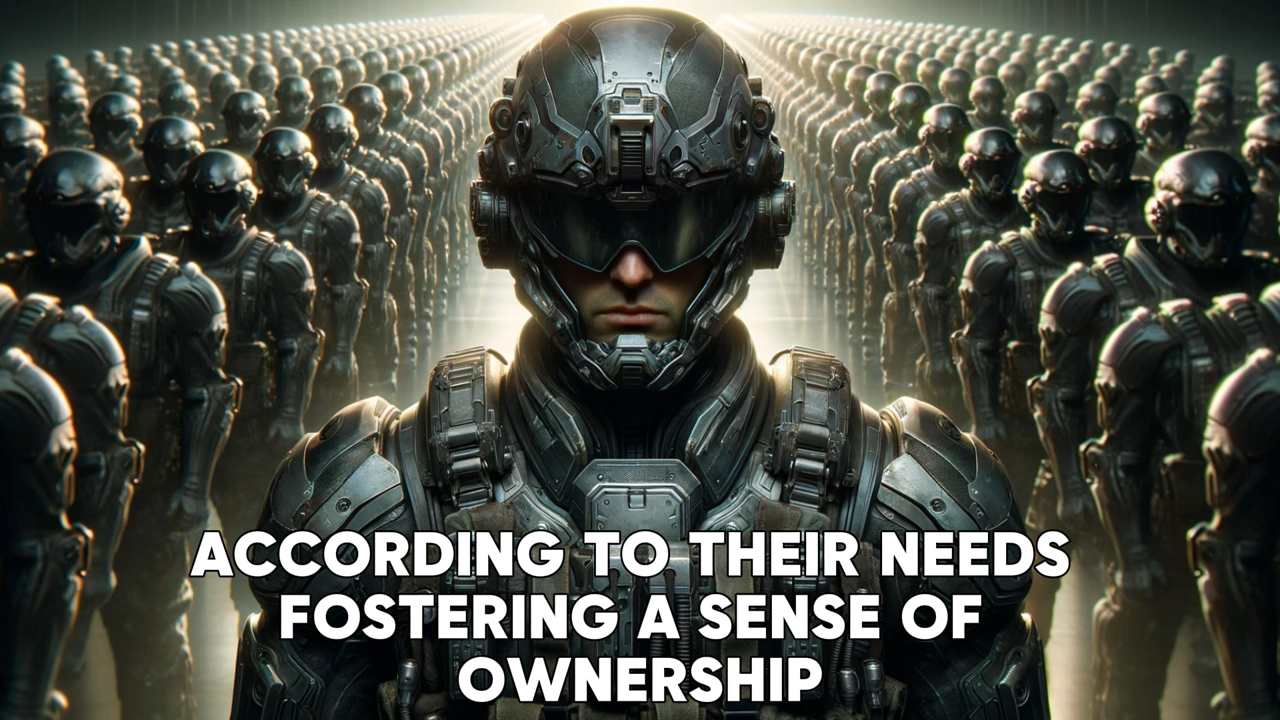 ACCORDING TO THEIR NEEDS
FOSTERING A SENSE OF
OWNERSHIP